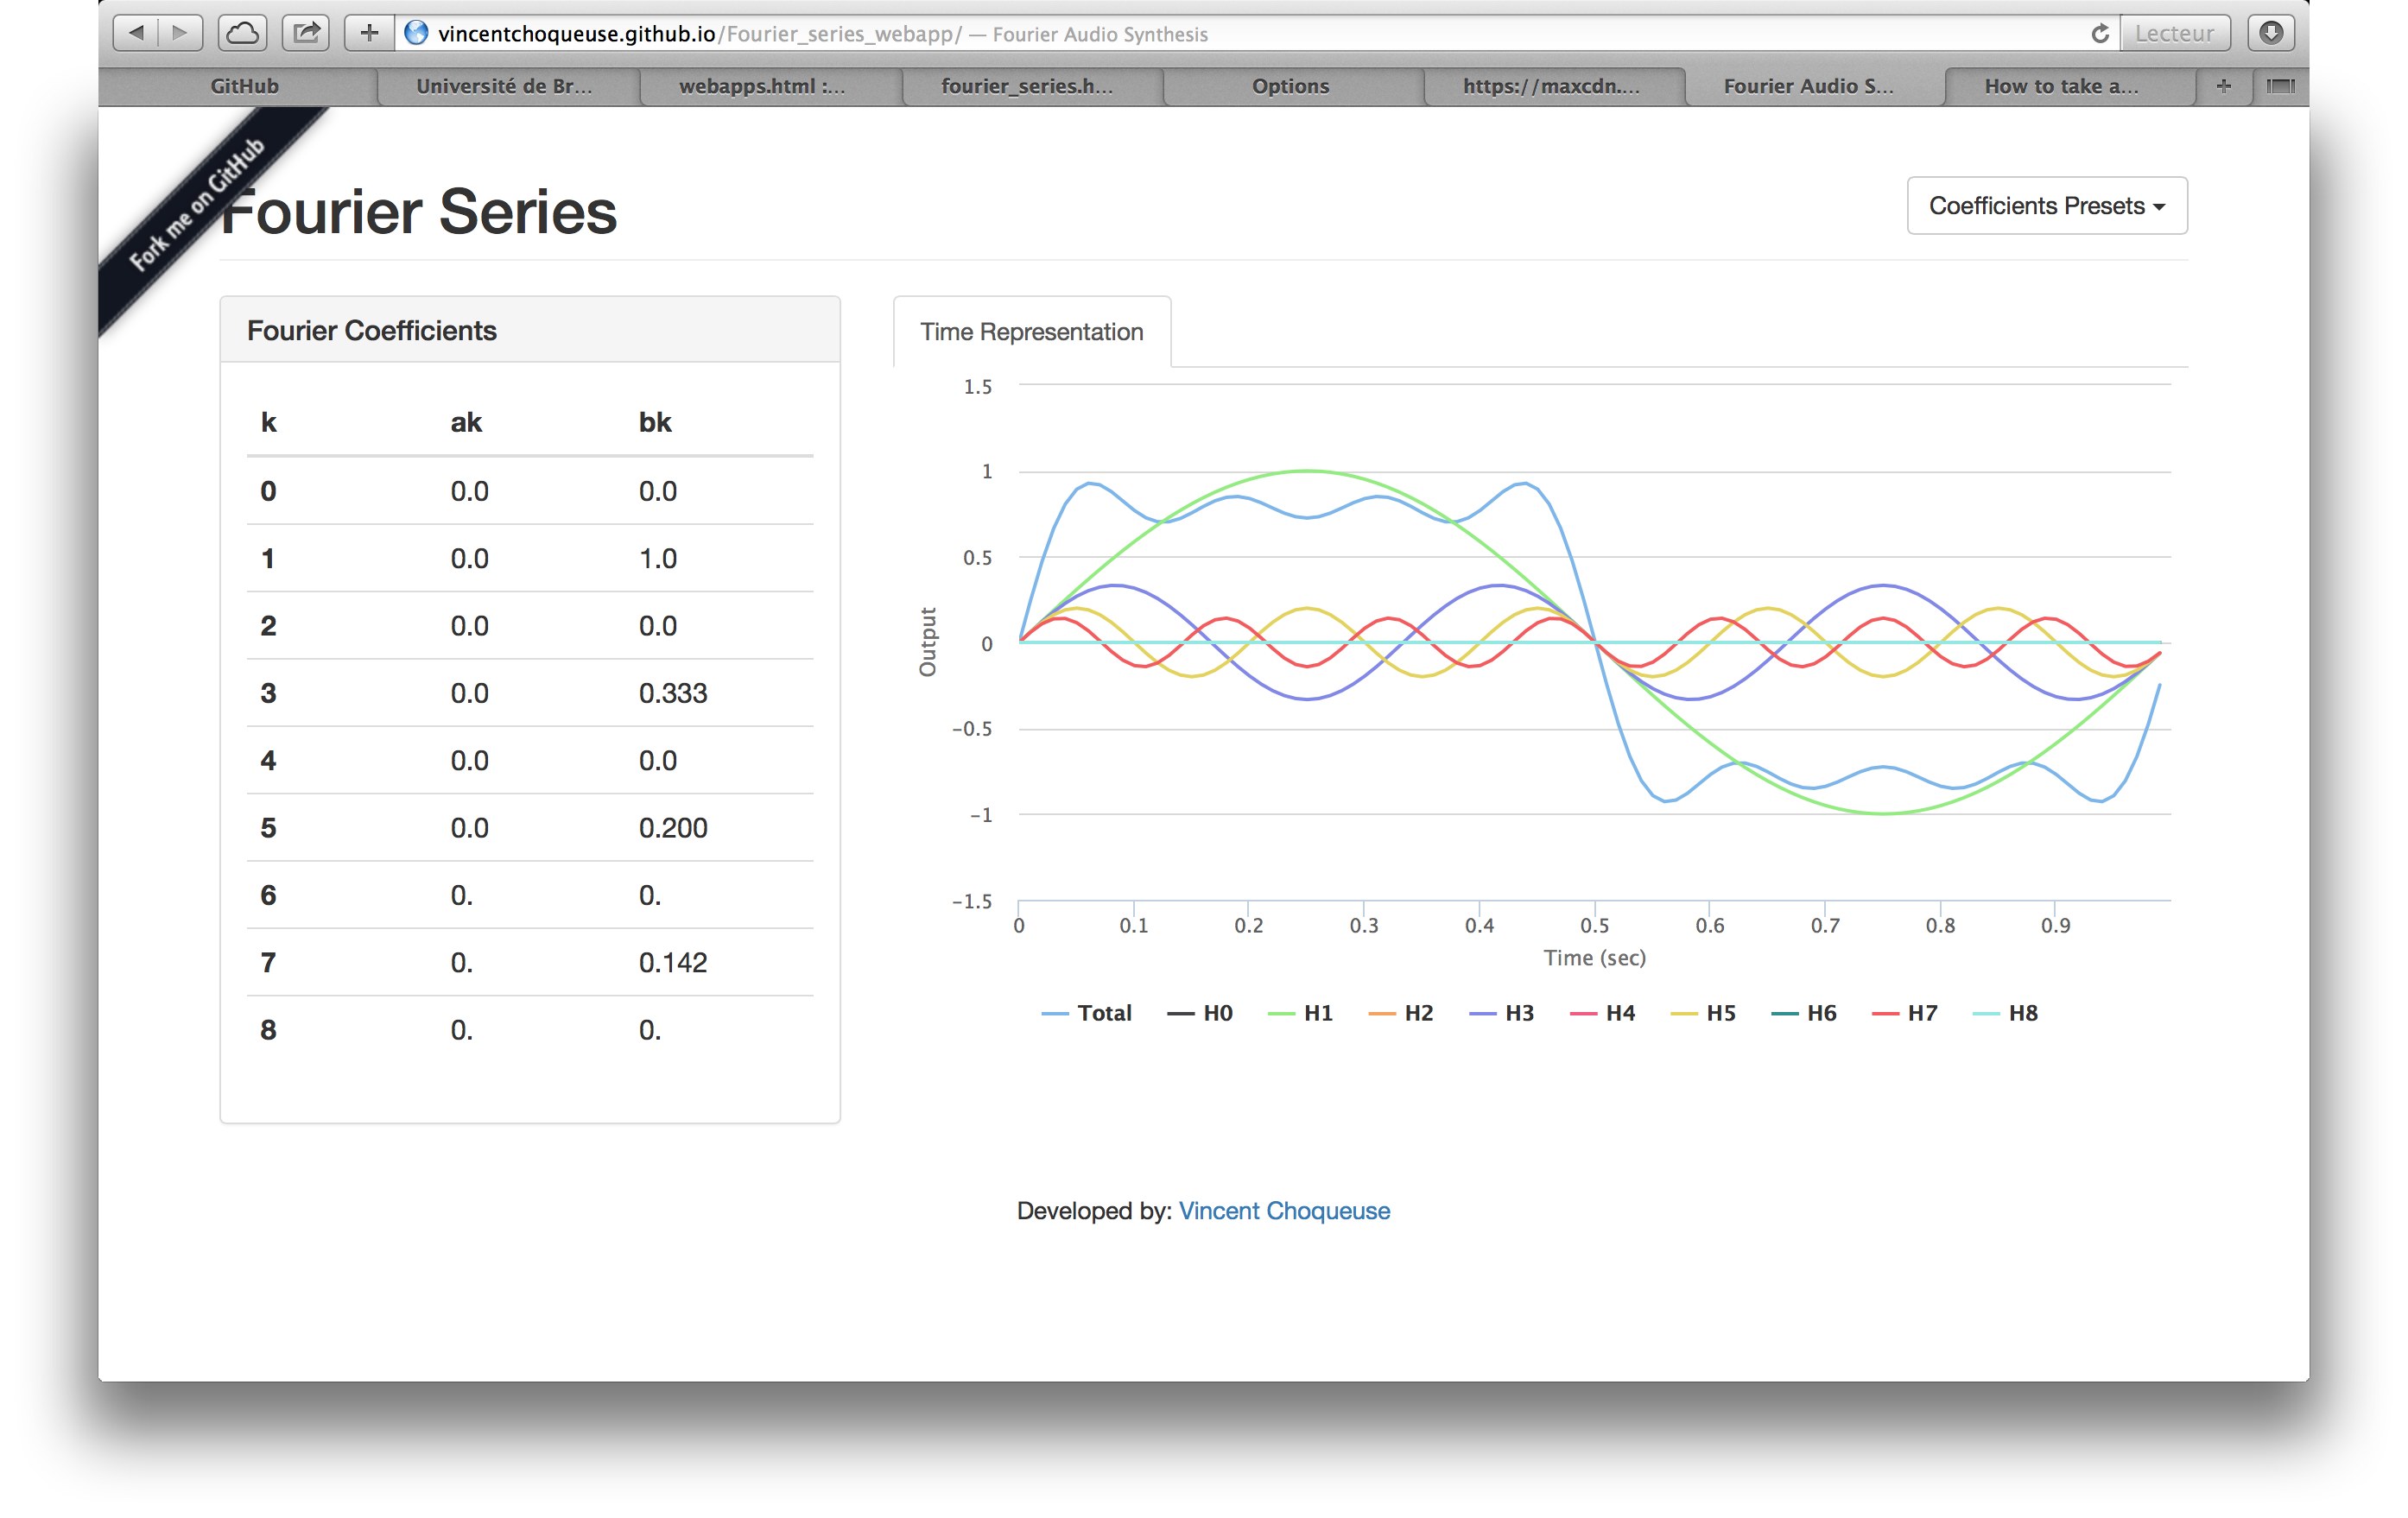 vincentchoqueuse.github.io/Fourier_series_webapp/ — Fourier Audio Synthesis
Lecteur
GitHub
Université de Br...
webapps.html :...
fourier_series.h...
Options
https://maxcdn....
Fourier Audio S...
How to take a...
Fork me on GitHub
Fourier Series
Coefficients Presets
Fourier Coefficients
k ak bk
0 0.0 0.0
1 0.0 1.0
2 0.0 0.0
3 0.0 0.333
4 0.0 0.0
5 0.0 0.200
6 0. 0.
7 0. 0.142
8 0. 0.
Time Representation
1.5
1
0.5
0
-0.5
-1
-1.5
Output
0 0.1 0.2 0.3 0.4 0.5 0.6 0.7 0.8 0.9
Time (sec)
Total H0 H1 H2 H3 H4 H5 H6 H7 H8
Developed by: Vincent Choqueuse